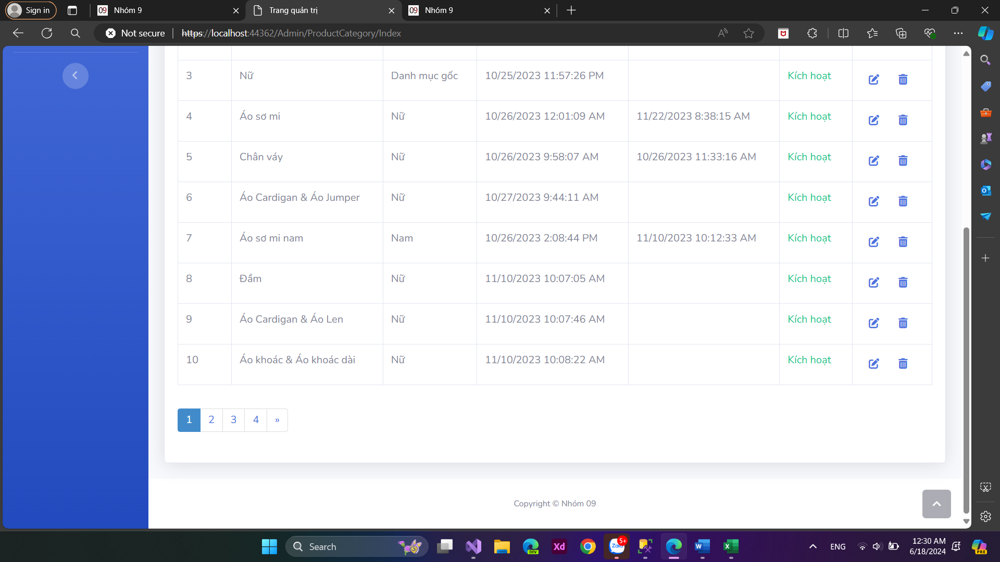 Sign in
09 Nhóm 9
Trang quản trị
09 Nhóm 9
Not secure https://localhost:44362/Admin/ProductCategory/Index
3 Nữ Danh mục gốc 10/25/2023 11:57:26 PM Kích hoạt
4 Áo sơ mi Nữ 10/26/2023 12:01:09 AM 11/22/2023 8:38:15 AM Kích hoạt
5 Chân váy Nữ 10/26/2023 9:58:07 AM 10/26/2023 11:33:16 AM Kích hoạt
6 Áo Cardigan & Áo Jumper Nữ 10/27/2023 9:44:11 AM Kích hoạt
7 Áo sơ mi nam Nam 10/26/2023 2:08:44 PM 11/10/2023 10:12:33 AM Kích hoạt
8 Đầm Nữ 11/10/2023 10:07:05 AM Kích hoạt
9 Áo Cardigan & Áo Len Nữ 11/10/2023 10:07:46 AM Kích hoạt
10 Áo khoác & Áo khoác dài Nữ 11/10/2023 10:08:22 AM Kích hoạt
1 2 3 4 »
Copyright © Nhóm 09
Search
DEV
Xd
Zalo
5+
W
X
ENG
12:30 AM
6/18/2024
PRE